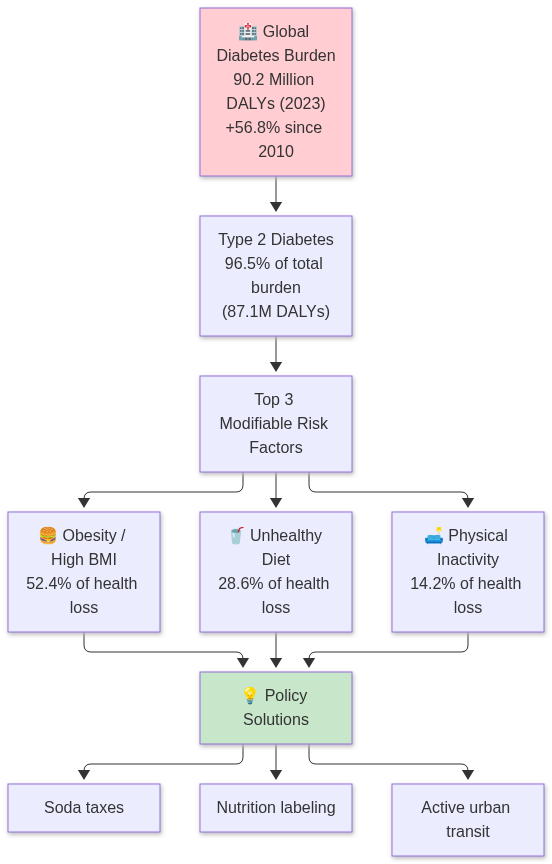 🏥 Global
Diabetes Burden
90.2 Million
DALYs (2023)
+56.8% since
2010
Type 2 Diabetes
96.5% of total
burden
(87.1M DALYs)
Top 3
Modifiable Risk
Factors
🍔 Obesity /
High BMI
52.4% of health
loss
🥤 Unhealthy
Diet
28.6% of health
loss
🛋️ Physical
Inactivity
14.2% of health
loss
💡 Policy
Solutions
Soda taxes
Nutrition labeling
Active urban
transit